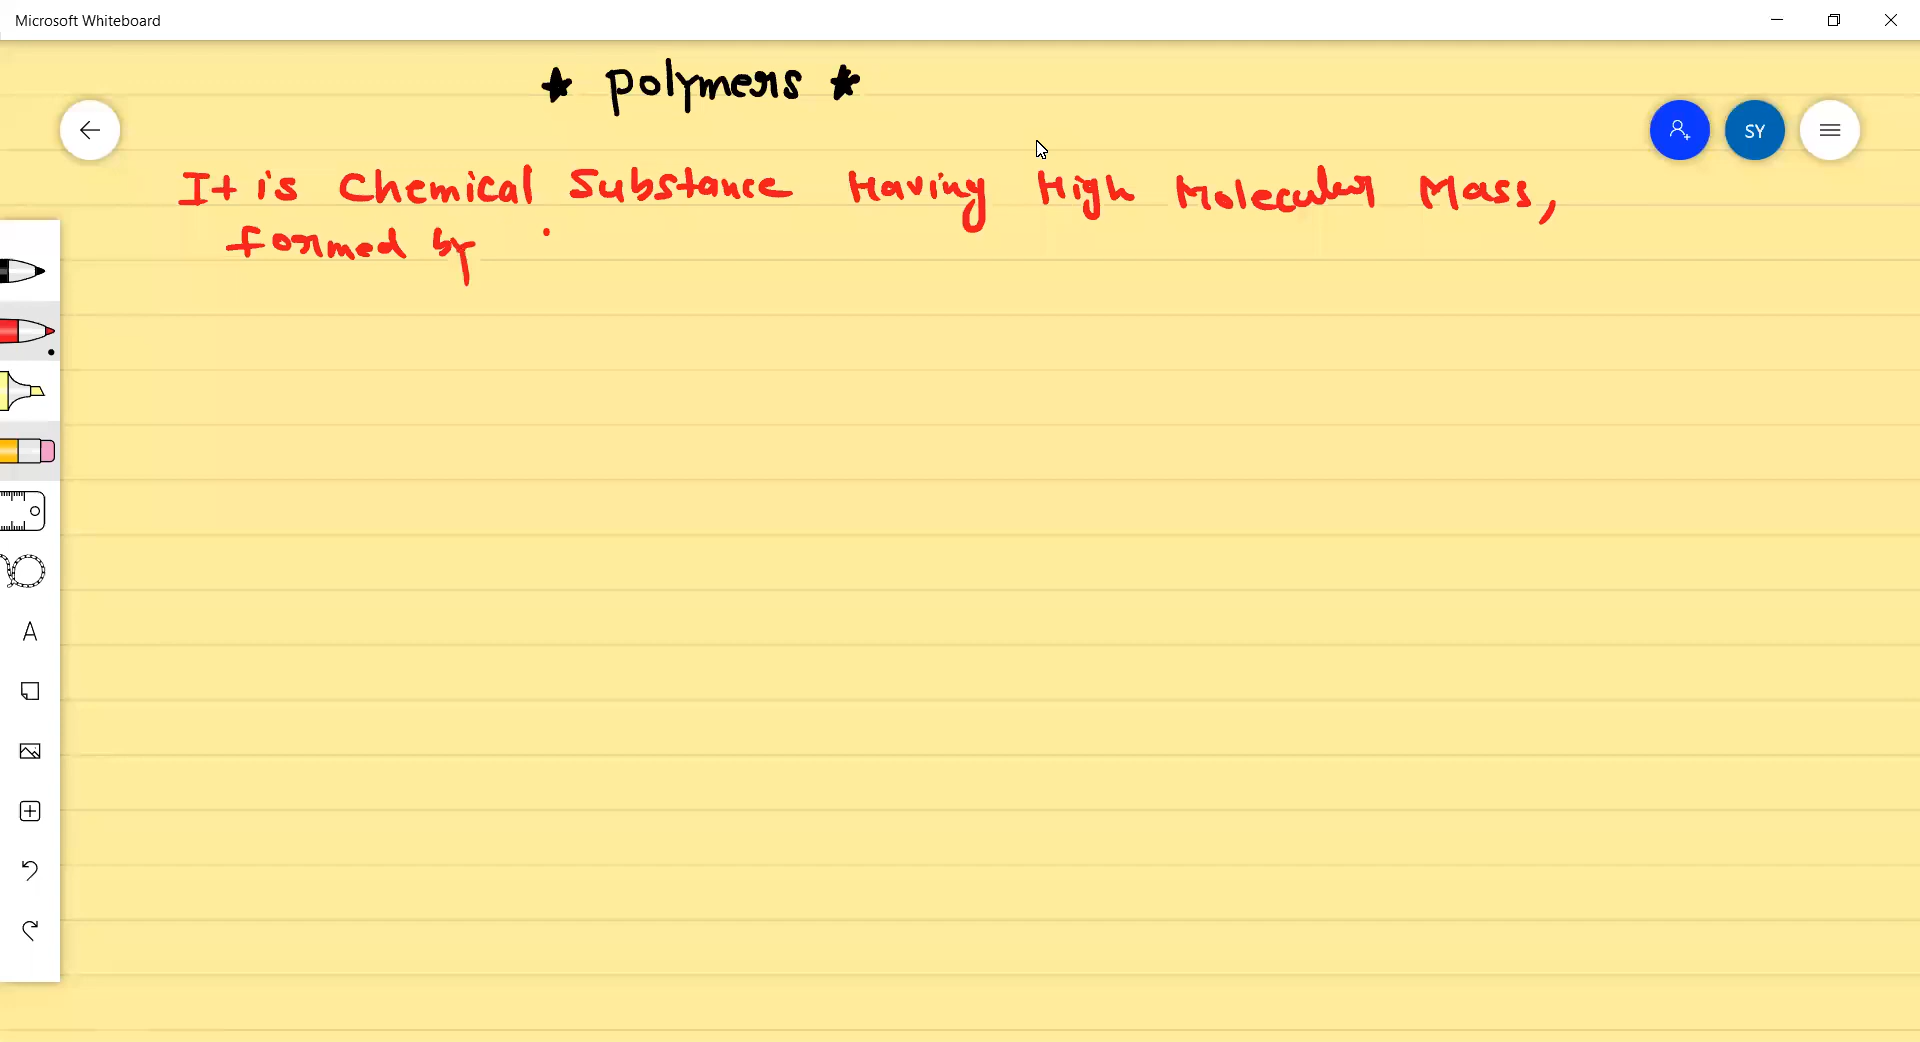 Microsoft Whiteboard
★ polymers ★
SY
It is Chemical Substance Having High Molecular Mass,
formed by
A